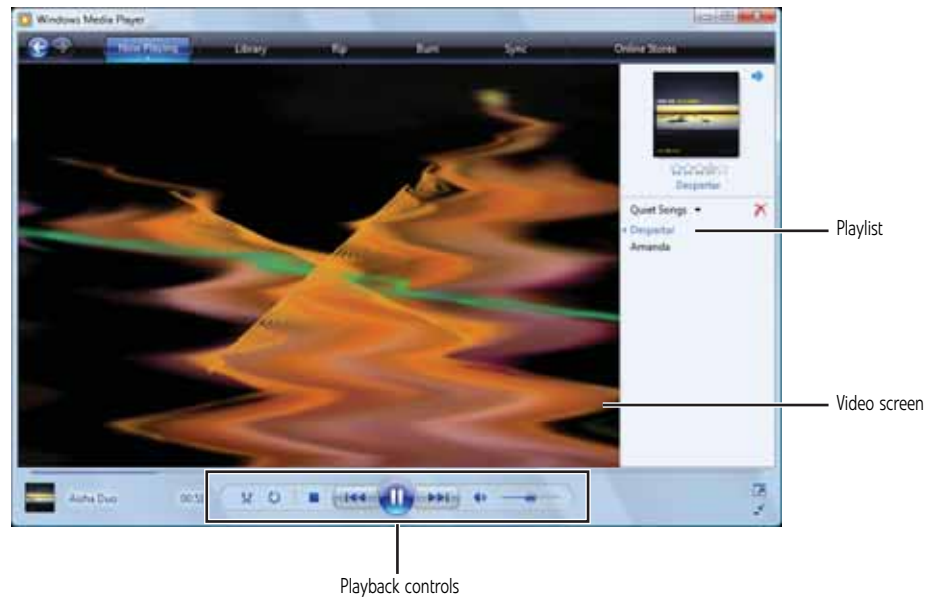 Windows Media Player
Now Playing
Library
Rip
Burn
Sync
Online Stores
Despertar
Quiet Songs
Despertar
Amanda
Playlist
Video screen
Aisha Duo
Playback controls